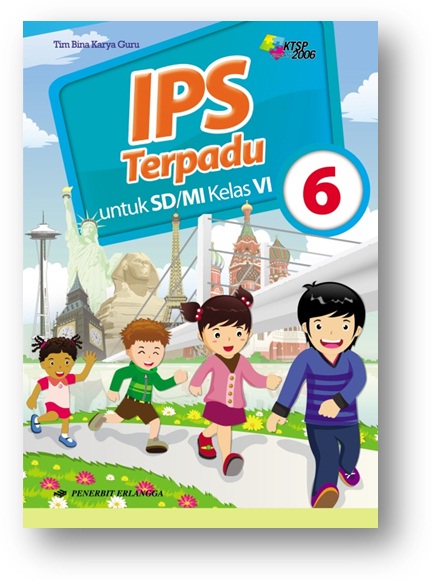 Tim Bina Karya Guru
KTSP
2006
IPS
Terpadu
untuk SD/MI Kelas VI
6
PENERBIT ERLANGGA